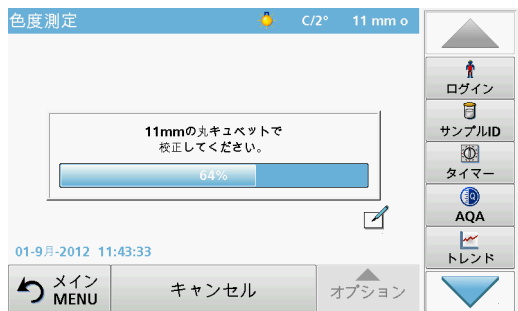 色度測定 C/2° 11 mm o
ログイン
サンプルID
タイマー
AQA
トレンド
11mmの丸キュベットで
校正してください。
64%
01-9月-2012 11:43:33
メイン
MENU
キャンセル
オプション